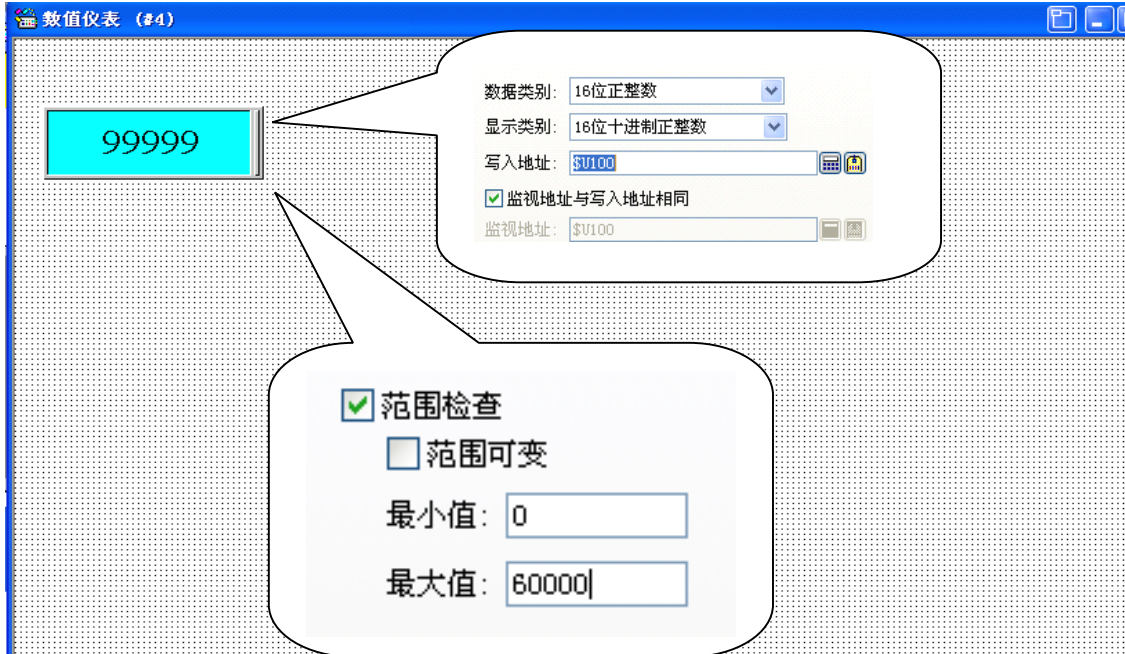 数值仪表 (#4)
99999
数据类别: 16位正整数
显示类别: 16位十进制正整数
写入地址: $U100
监视地址与写入地址相同
监视地址: $U100
范围检查
范围可变
最小值: 0
最大值: 60000